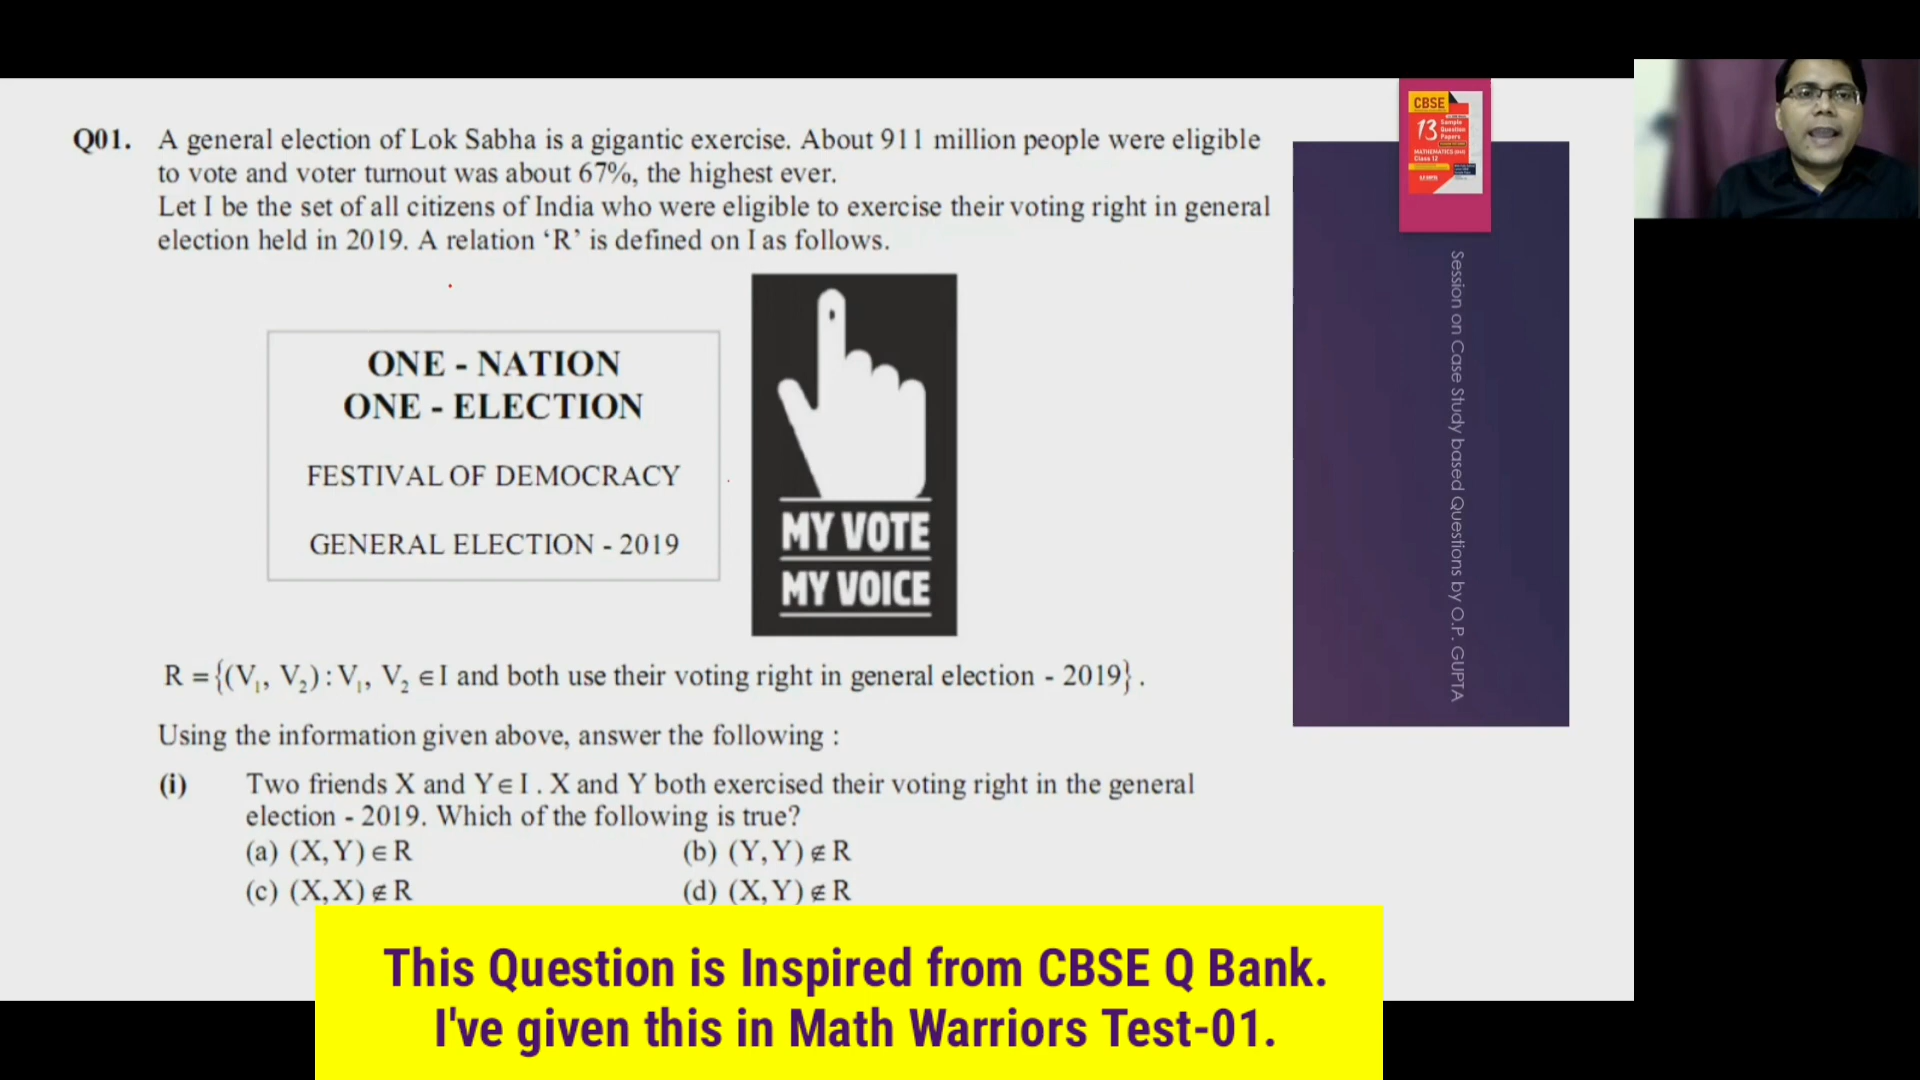 Q01. A general election of Lok Sabha is a gigantic exercise. About 911 million people were eligible
to vote and voter turnout was about 67%, the highest ever.
Let I be the set of all citizens of India who were eligible to exercise their voting right in general
election held in 2019. A relation ‘R’ is defined on I as follows.
ONE - NATION
ONE - ELECTION
FESTIVAL OF DEMOCRACY
GENERAL ELECTION - 2019
MY VOTE
MY VOICE
R = {(V₁, V₂) : V₁, V₂ ∈ I and both use their voting right in general election - 2019} .
Using the information given above, answer the following :
(i) Two friends X and Y ∈ I . X and Y both exercised their voting right in the general
election - 2019. Which of the following is true?
(a) (X, Y) ∈ R (b) (Y, Y) ∉ R
(c) (X, X) ∉ R (d) (X, Y) ∉ R
CBSE
13 Sample
Question
Papers
MATHEMATICS
Class 12
Session on Case Study based Questions by O.P. GUPTA
This Question is Inspired from CBSE Q Bank.
I've given this in Math Warriors Test-01.